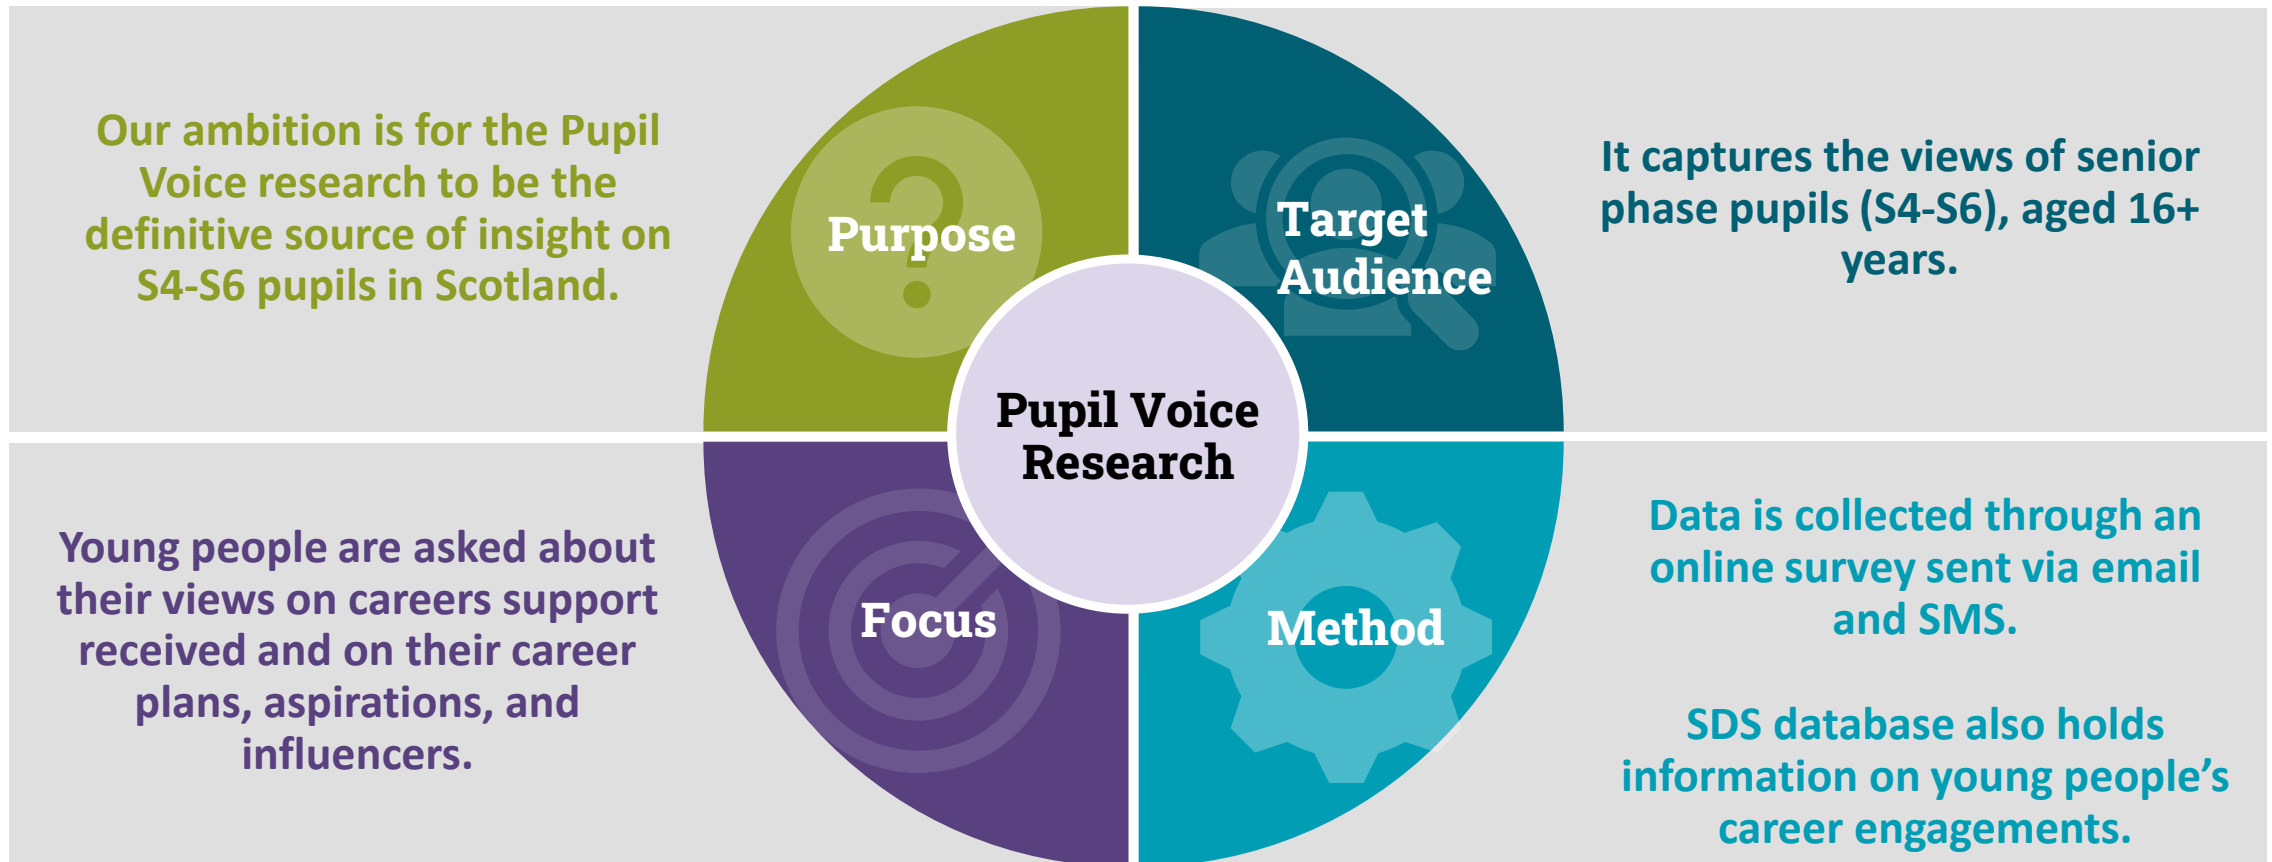 Our ambition is for the Pupil
Voice research to be the
definitive source of insight on
S4-S6 pupils in Scotland.
Purpose
Target
Audience
It captures the views of senior
phase pupils (S4-S6), aged 16+
years.
Pupil Voice
Research
Young people are asked about
their views on careers support
received and on their career
plans, aspirations, and
influencers.
Focus
Method
Data is collected through an
online survey sent via email
and SMS.
SDS database also holds
information on young people’s
career engagements.